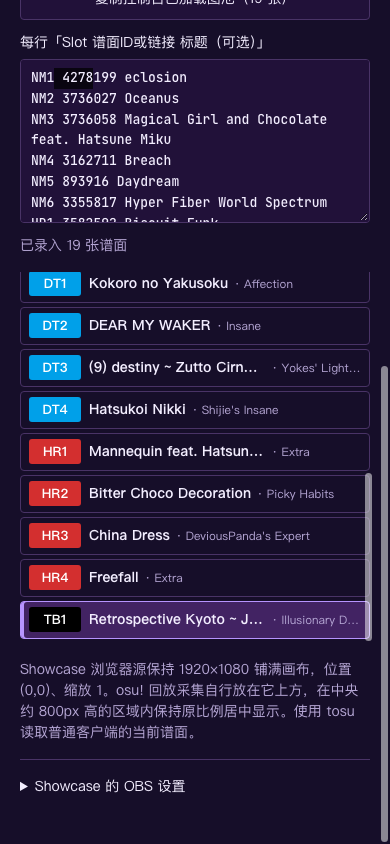 每行「Slot 谱面ID或链接 标题（可选）」
NM1 4278199 eclosion
NM2 3736027 Oceanus
NM3 3736058 Magical Girl and Chocolate
feat. Hatsune Miku
NM4 3162711 Breach
NM5 893916 Daydream
NM6 3355817 Hyper Fiber World Spectrum
已录入 19 张谱面
DT1 Kokoro no Yakusoku · Affection
DT2 DEAR MY WAKER · Insane
DT3 (9) destiny ~ Zutto Cirn… · Yokes' Light…
DT4 Hatsukoi Nikki · Shijie's Insane
HR1 Mannequin feat. Hatsun… · Extra
HR2 Bitter Choco Decoration · Picky Habits
HR3 China Dress · DeviousPanda's Expert
HR4 Freefall · Extra
TB1 Retrospective Kyoto ~ J… · Illusionary D…
Showcase 浏览器源保持 1920×1080 铺满画布，位置
(0,0)、缩放 1。osu! 回放采集自行放在它上方，在中央
约 800px 高的区域内保持原比例居中显示。使用 tosu
读取普通客户端的当前谱面。
▶ Showcase 的 OBS 设置